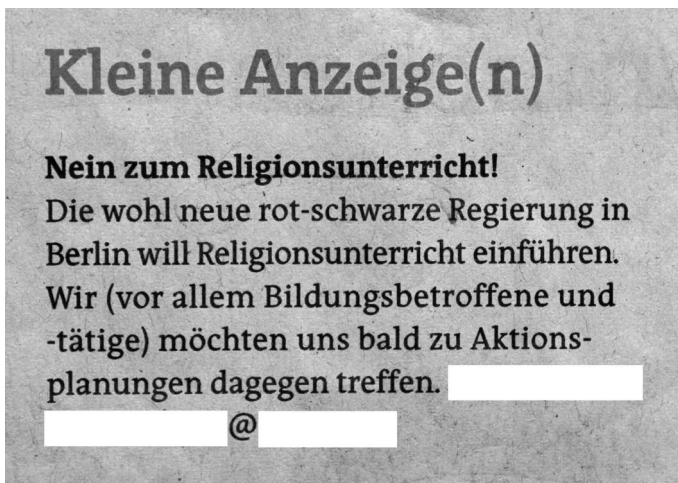 Kleine Anzeige(n)
Nein zum Religionsunterricht!
Die wohl neue rot-schwarze Regierung in
Berlin will Religionsunterricht einführen.
Wir (vor allem Bildungsbetroffene und
-tätige) möchten uns bald zu Aktions-
planungen dagegen treffen.
@